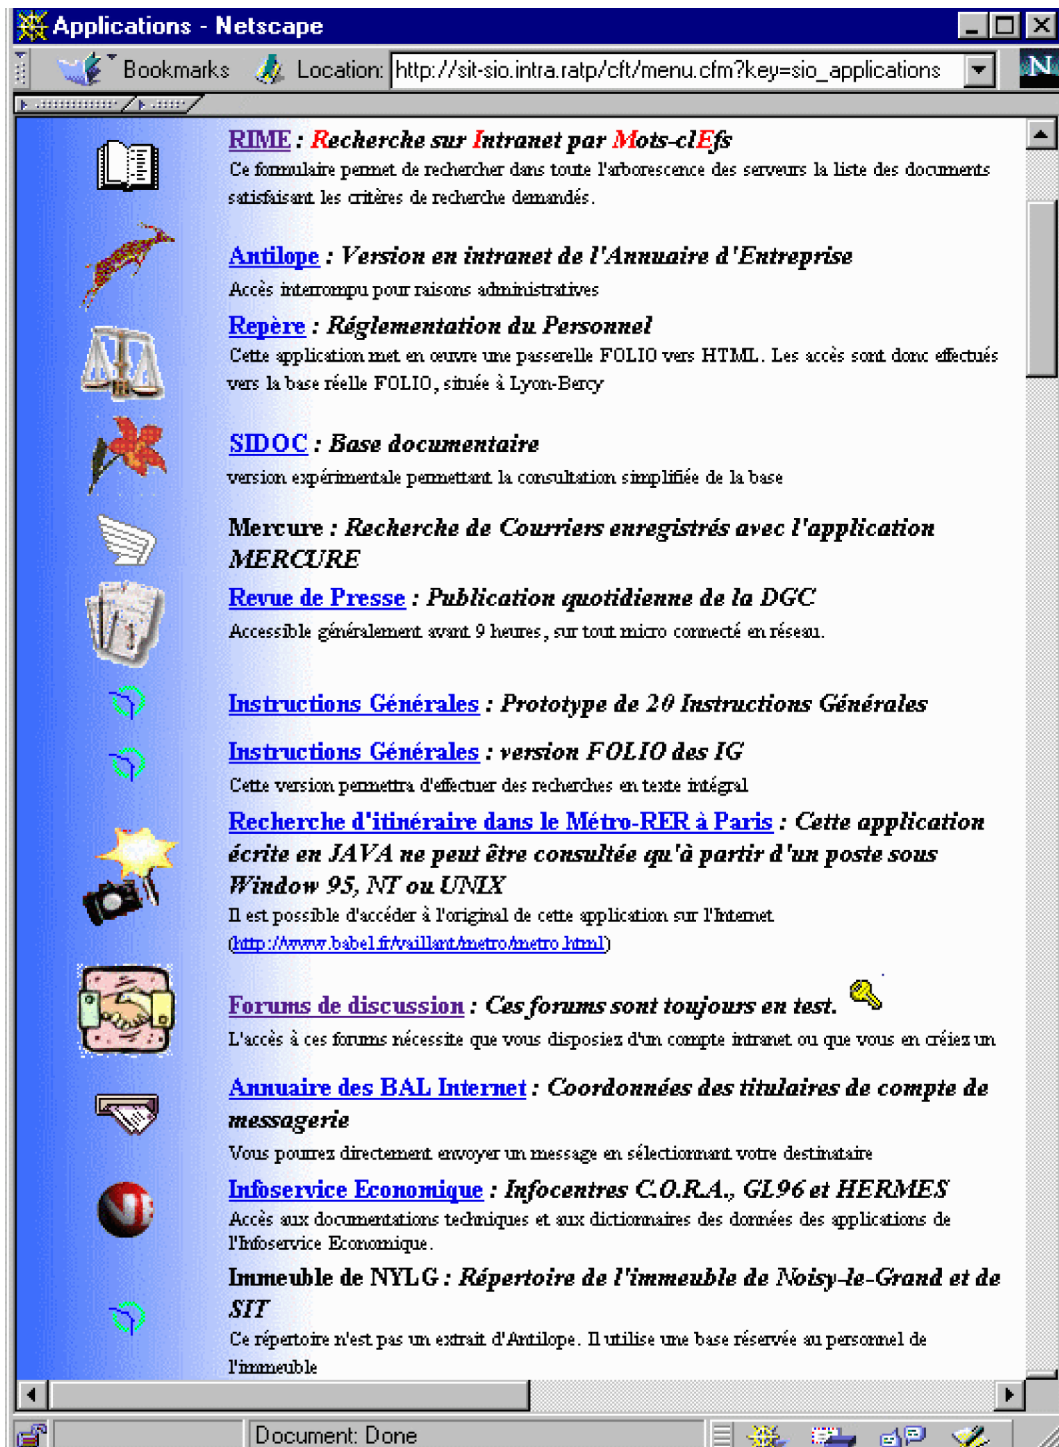 Applications - Netscape
Bookmarks Location: http://sit-sio.intra.ratp/cft/menu.cfm?key=sio_applications
N
RIME : Recherche sur Intranet par Mots-clEfs
Ce formulaire permet de rechercher dans toute l'arborescence des serveurs la liste des documents
satisfaisant les critères de recherche demandés.
Antilope : Version en intranet de l'Annuaire d'Entreprise
Accès interrompu pour raisons administratives
Repère : Réglementation du Personnel
Cette application met en œuvre une passerelle FOLIO vers HTML. Les accès sont donc effectués
vers la base réelle FOLIO, située à Lyon-Bercy
SIDOC : Base documentaire
version expérimentale permettant la consultation simplifiée de la base
Mercure : Recherche de Courriers enregistrés avec l'application
MERCURE
Revue de Presse : Publication quotidienne de la DGC
Accessible généralement avant 9 heures, sur tout micro connecté en réseau.
Instructions Générales : Prototype de 20 Instructions Générales
Instructions Générales : version FOLIO des IG
Cette version permettra d'effectuer des recherches en texte intégral
Recherche d'itinéraire dans le Métro-RER à Paris : Cette application
écrite en JAVA ne peut être consultée qu'à partir d'un poste sous
Window 95, NT ou UNIX
Il est possible d'accéder à l'original de cette application sur l'Internet
(http://www.babel.fr/vaillant/metro/metro.html)
Forums de discussion : Ces forums sont toujours en test.
L'accès à ces forums nécessite que vous disposiez d'un compte intranet ou que vous en créiez un
Annuaire des BAL Internet : Coordonnées des titulaires de compte de
messagerie
Vous pourrez directement envoyer un message en sélectionnant votre destinataire
Infoservice Economique : Infocentres C.O.R.A., GL96 et HERMES
Accès aux documentations techniques et aux dictionnaires des données des applications de
l'Infoservice Economique.
Immeuble de NYLG : Répertoire de l'immeuble de Noisy-le-Grand et de
SIT
Ce répertoire n'est pas un extrait d'Antilope. Il utilise une base réservée au personnel de
l'immeuble
Document: Done